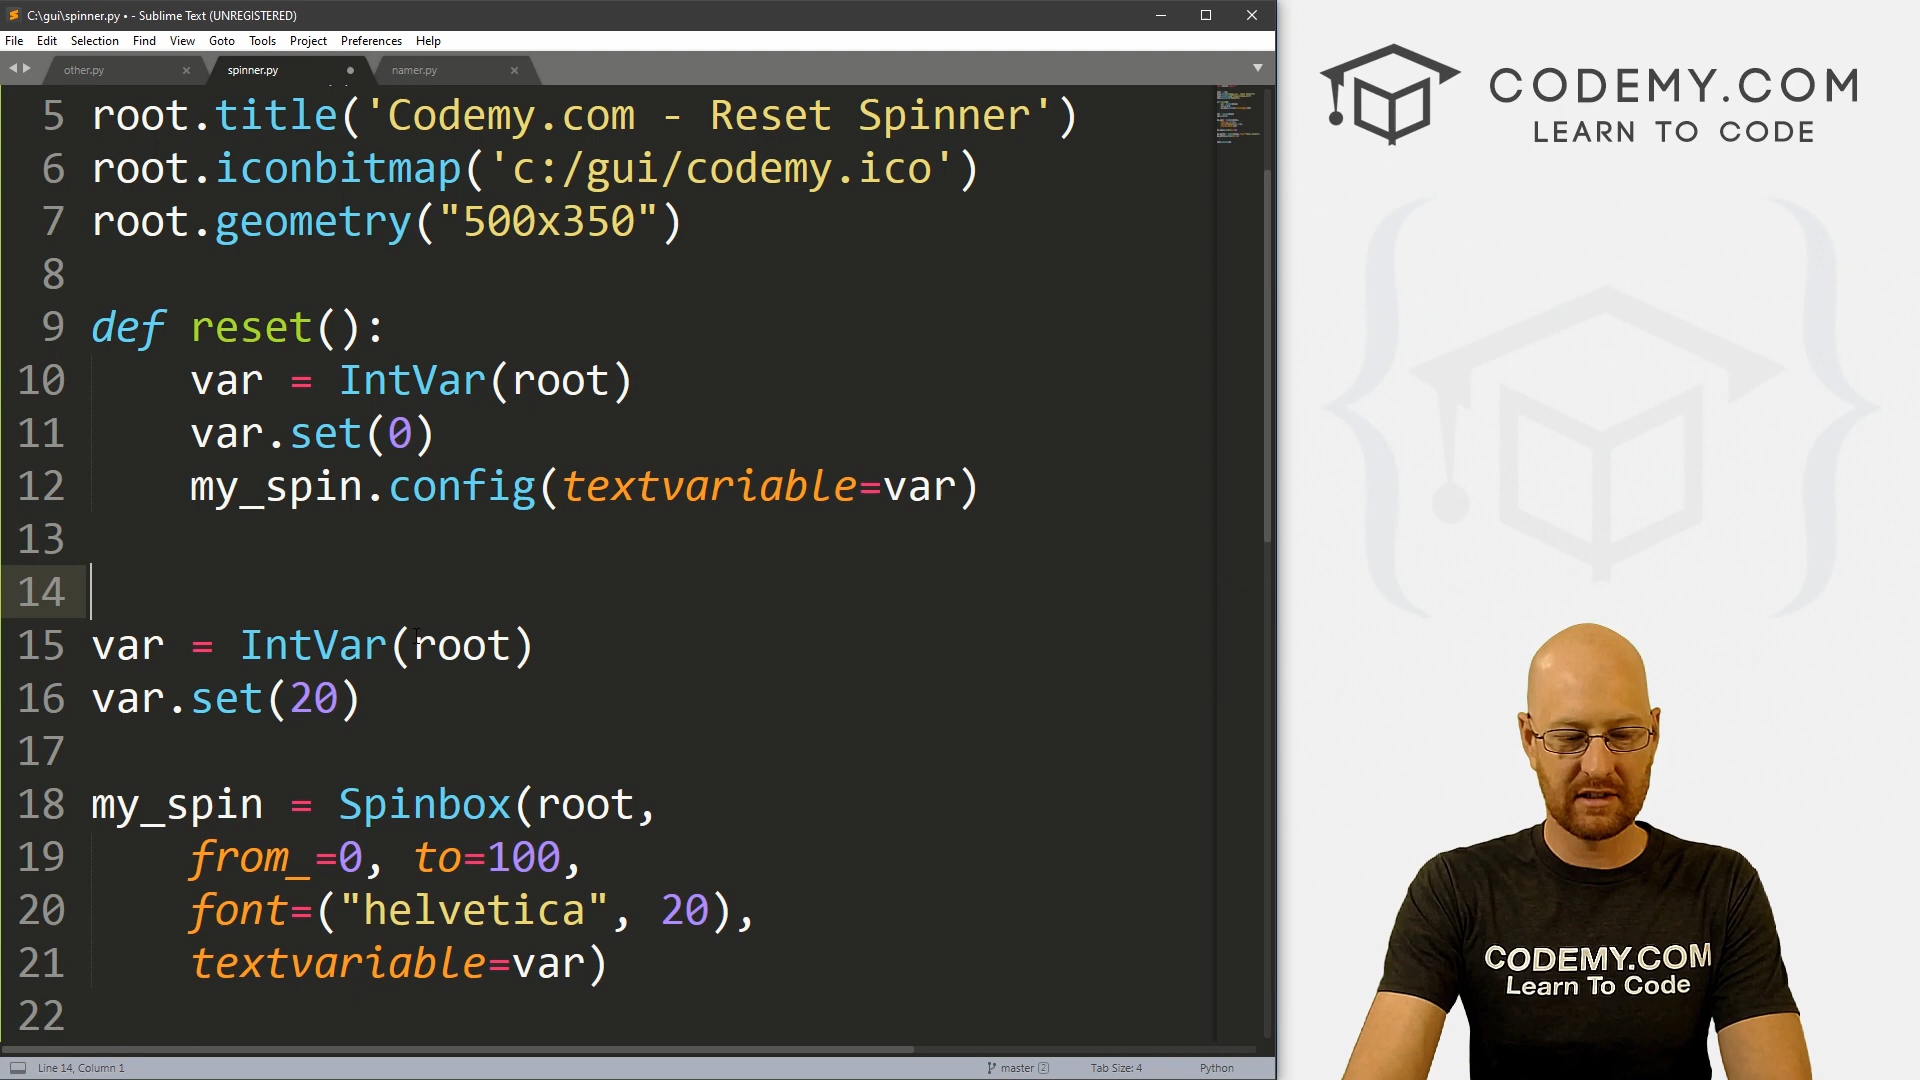 C:\gui\spinner.py • - Sublime Text (UNREGISTERED)
File Edit Selection Find View Goto Tools Project Preferences Help
other.py spinner.py namer.py
5 root.title('Codemy.com - Reset Spinner')
6 root.iconbitmap('c:/gui/codemy.ico')
7 root.geometry("500x350")
8
9 def reset():
10 var = IntVar(root)
11 var.set(0)
12 my_spin.config(textvariable=var)
13
14
15 var = IntVar(root)
16 var.set(20)
17
18 my_spin = Spinbox(root,
19 from_=0, to=100,
20 font=("helvetica", 20),
21 textvariable=var)
22
Line 14, Column 1 master 2 Tab Size: 4 Python
CODEMY.COM
LEARN TO CODE
CODEMY.COM
Learn To Code